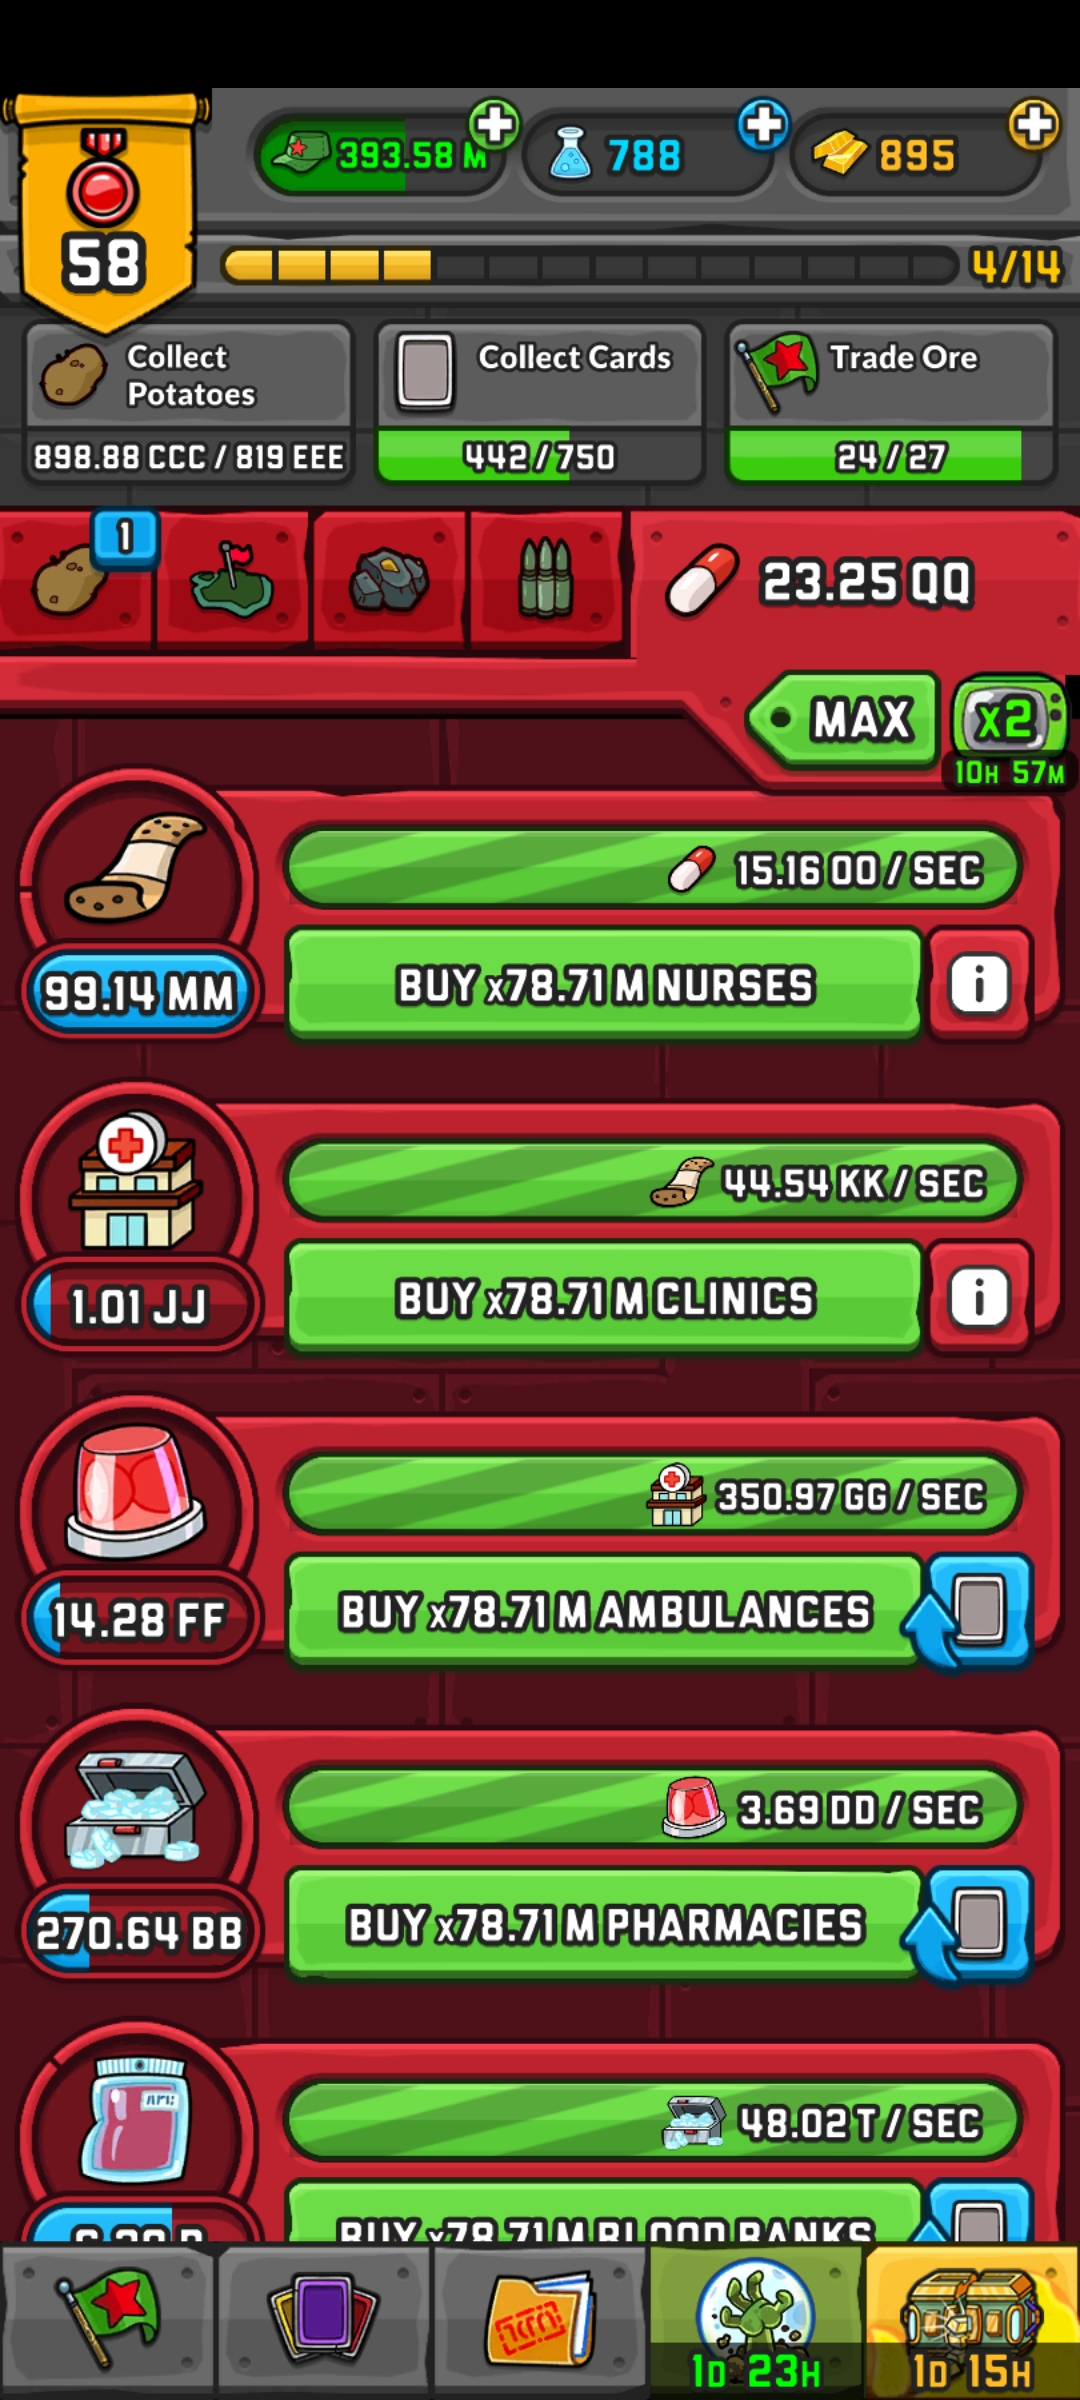 393.58 M
788
895
58
4/14
Collect
Potatoes
Collect Cards
Trade Ore
898.88 CCC / 819 EEE
442/750
24/27
1
23.25 QQ
MAX
x2
10H 57M
15.16 OO / SEC
99.14 MM
BUY x78.71 M NURSES
i
44.54 KK / SEC
1.01 JJ
BUY x78.71 M CLINICS
i
350.97 GG / SEC
14.28 FF
BUY x78.71 M AMBULANCES
3.69 DD / SEC
270.64 BB
BUY x78.71 M PHARMACIES
48.02 T / SEC
BUY x78.71 M BLOOD BANKS
1D 23H
1D 15H